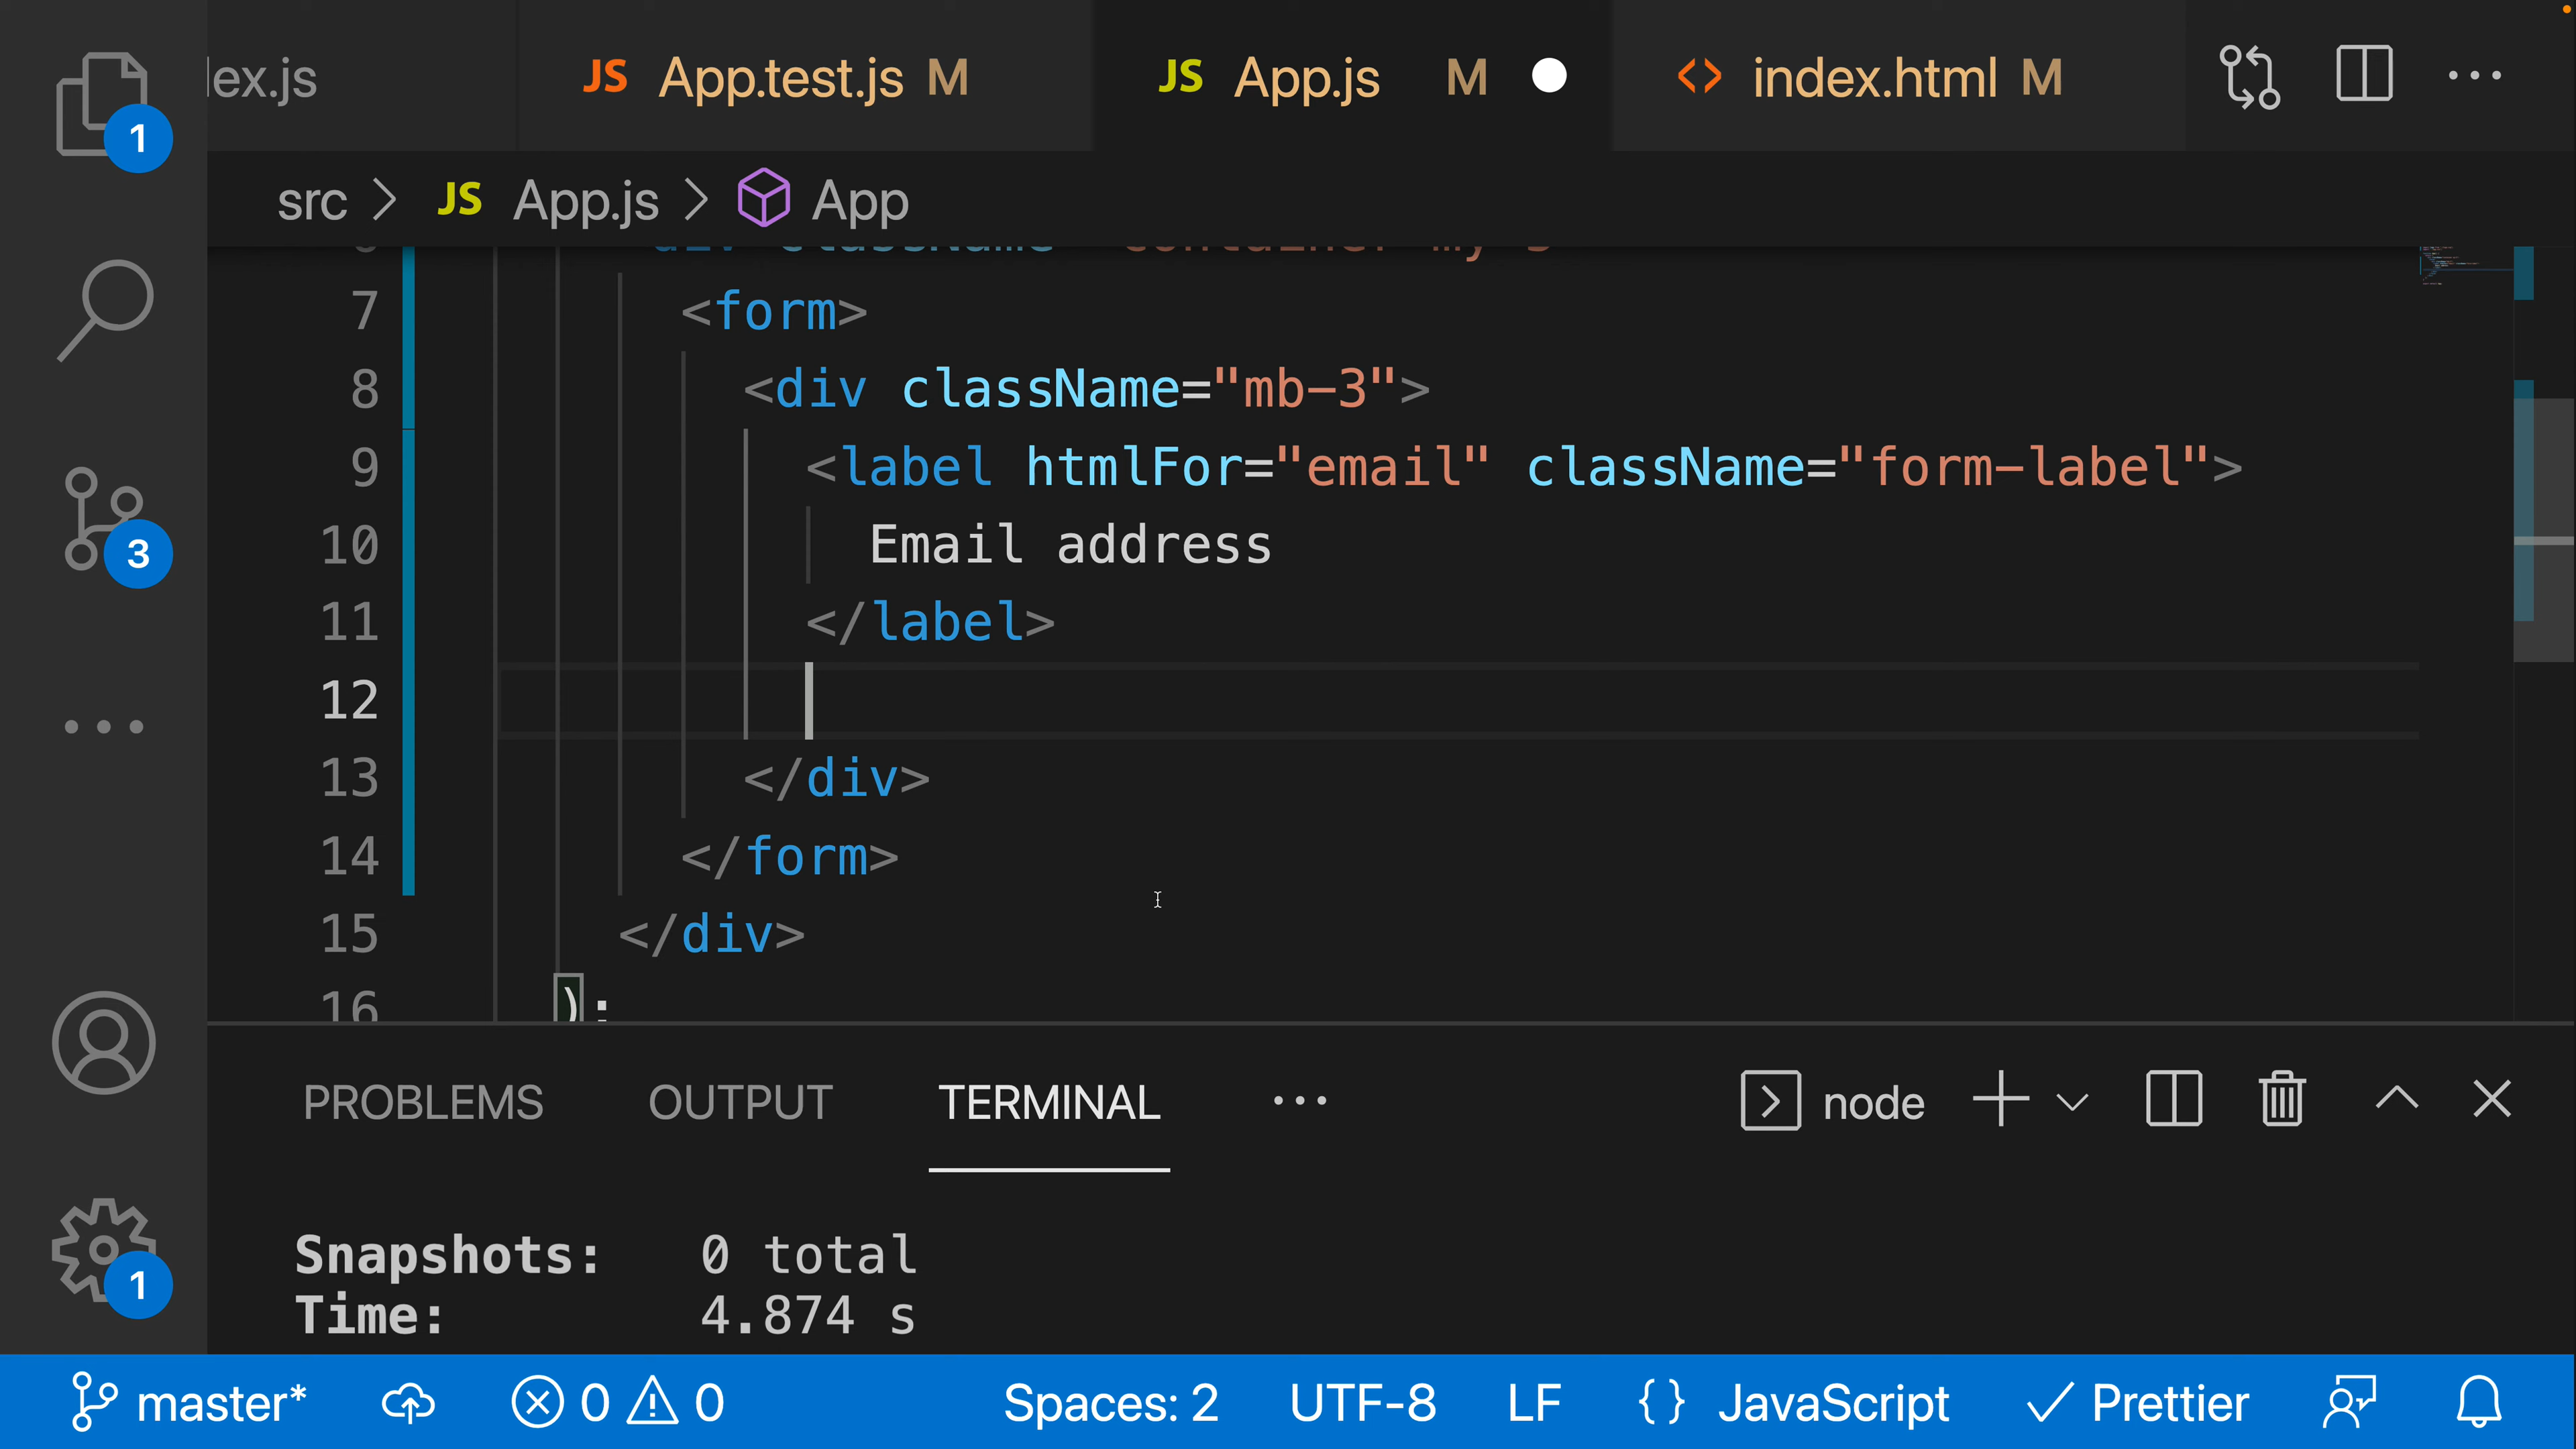 ex.js
JS App.test.js M
JS App.js M
<> index.html M
1
src > JS App.js > App
7 <form>
8 <div className="mb-3">
9 <label htmlFor="email" className="form-label">
10 Email address
11 </label>
12
13 </div>
14 </form>
15 </div>
16 );
3
1
PROBLEMS OUTPUT TERMINAL ... node
Snapshots: 0 total
Time: 4.874 s
master* 0 0 Spaces: 2 UTF-8 LF {} JavaScript Prettier